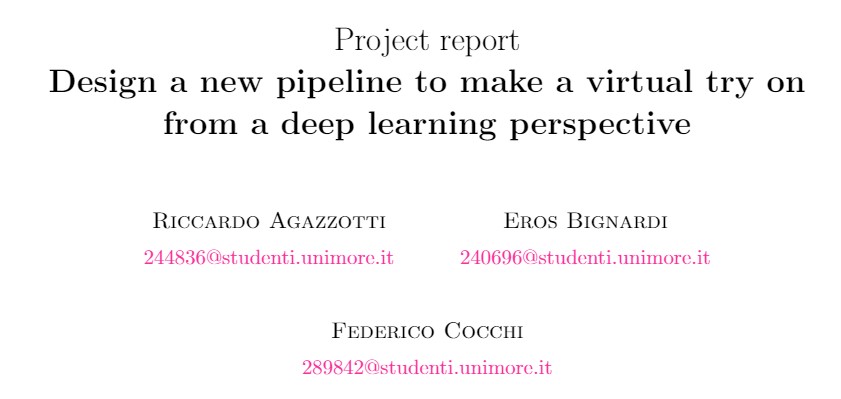 Project report
Design a new pipeline to make a virtual try on
from a deep learning perspective
Riccardo Agazzotti
Eros Bignardi
244836@studenti.unimore.it
240696@studenti.unimore.it
Federico Cocchi
289842@studenti.unimore.it